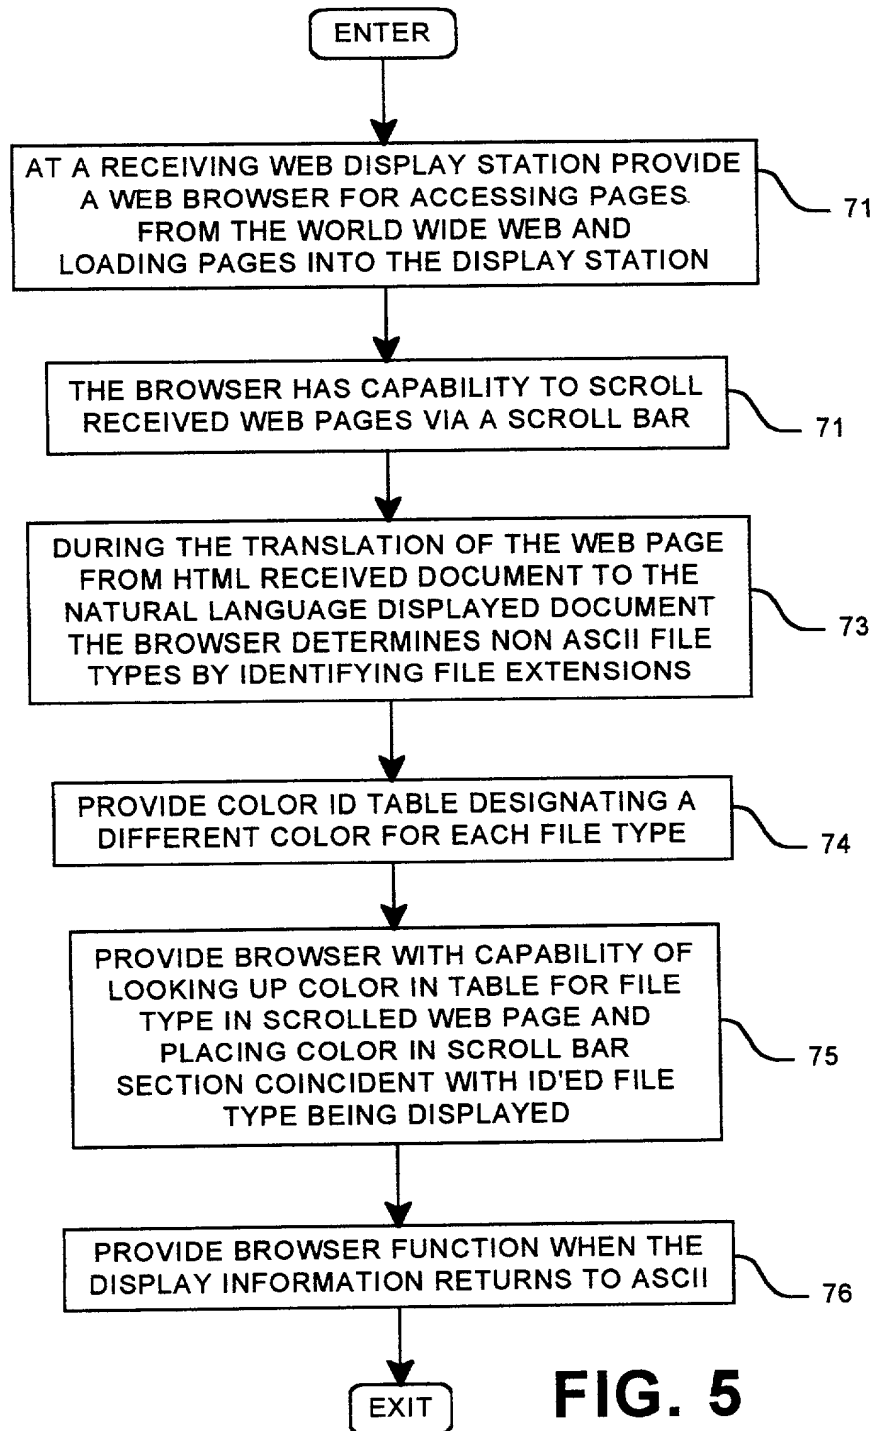 ENTER
AT A RECEIVING WEB DISPLAY STATION PROVIDE
A WEB BROWSER FOR ACCESSING PAGES
FROM THE WORLD WIDE WEB AND
LOADING PAGES INTO THE DISPLAY STATION
71
THE BROWSER HAS CAPABILITY TO SCROLL
RECEIVED WEB PAGES VIA A SCROLL BAR
71
DURING THE TRANSLATION OF THE WEB PAGE
FROM HTML RECEIVED DOCUMENT TO THE
NATURAL LANGUAGE DISPLAYED DOCUMENT
THE BROWSER DETERMINES NON ASCII FILE
TYPES BY IDENTIFYING FILE EXTENSIONS
73
PROVIDE COLOR ID TABLE DESIGNATING A
DIFFERENT COLOR FOR EACH FILE TYPE
74
PROVIDE BROWSER WITH CAPABILITY OF
LOOKING UP COLOR IN TABLE FOR FILE
TYPE IN SCROLLED WEB PAGE AND
PLACING COLOR IN SCROLL BAR
SECTION COINCIDENT WITH ID'ED FILE
TYPE BEING DISPLAYED
75
PROVIDE BROWSER FUNCTION WHEN THE
DISPLAY INFORMATION RETURNS TO ASCII
76
EXIT
FIG. 5